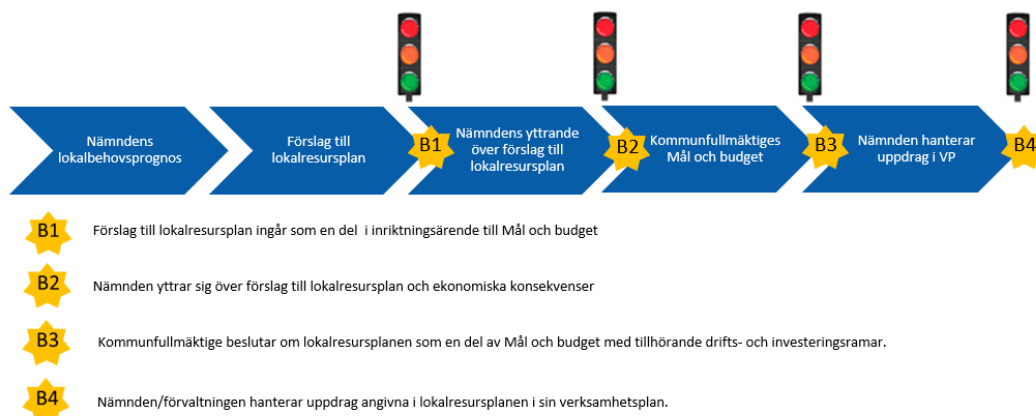 Nämndens
lokalbehovsprognos
Förslag till
lokalresursplan
B1
Nämndens yttrande
över förslag till
lokalresursplan
B2
Kommunfullmäktiges
Mål och budget
B3
Nämnden hanterar
uppdrag i VP
B4
B1 Förslag till lokalresursplan ingår som en del i inriktningsärende till Mål och budget
B2 Nämnden yttrar sig över förslag till lokalresursplan och ekonomiska konsekvenser
B3 Kommunfullmäktige beslutar om lokalresursplanen som en del av Mål och budget med tillhörande drifts- och investeringsramar.
B4 Nämnden/förvaltningen hanterar uppdrag angivna i lokalresursplanen i sin verksamhetsplan.